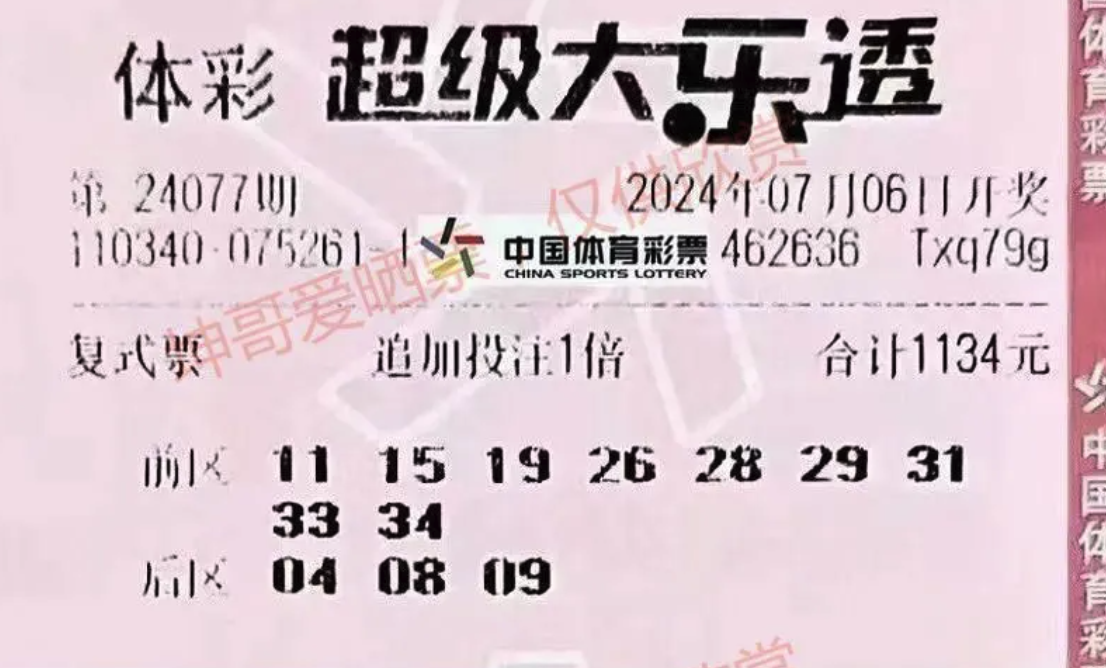 体彩 超级大乐透
仅供欣赏
第 24077期 2024年07月06日开奖
110340-075261- 中国体育彩票 462636 Txq79g
CHINA SPORTS LOTTERY
坤哥爱晒票
复式票 追加投注1倍 合计1134元
前区 11 15 19 26 28 29 31
33 34
后区 04 08 09
国体育彩票
中国体育彩